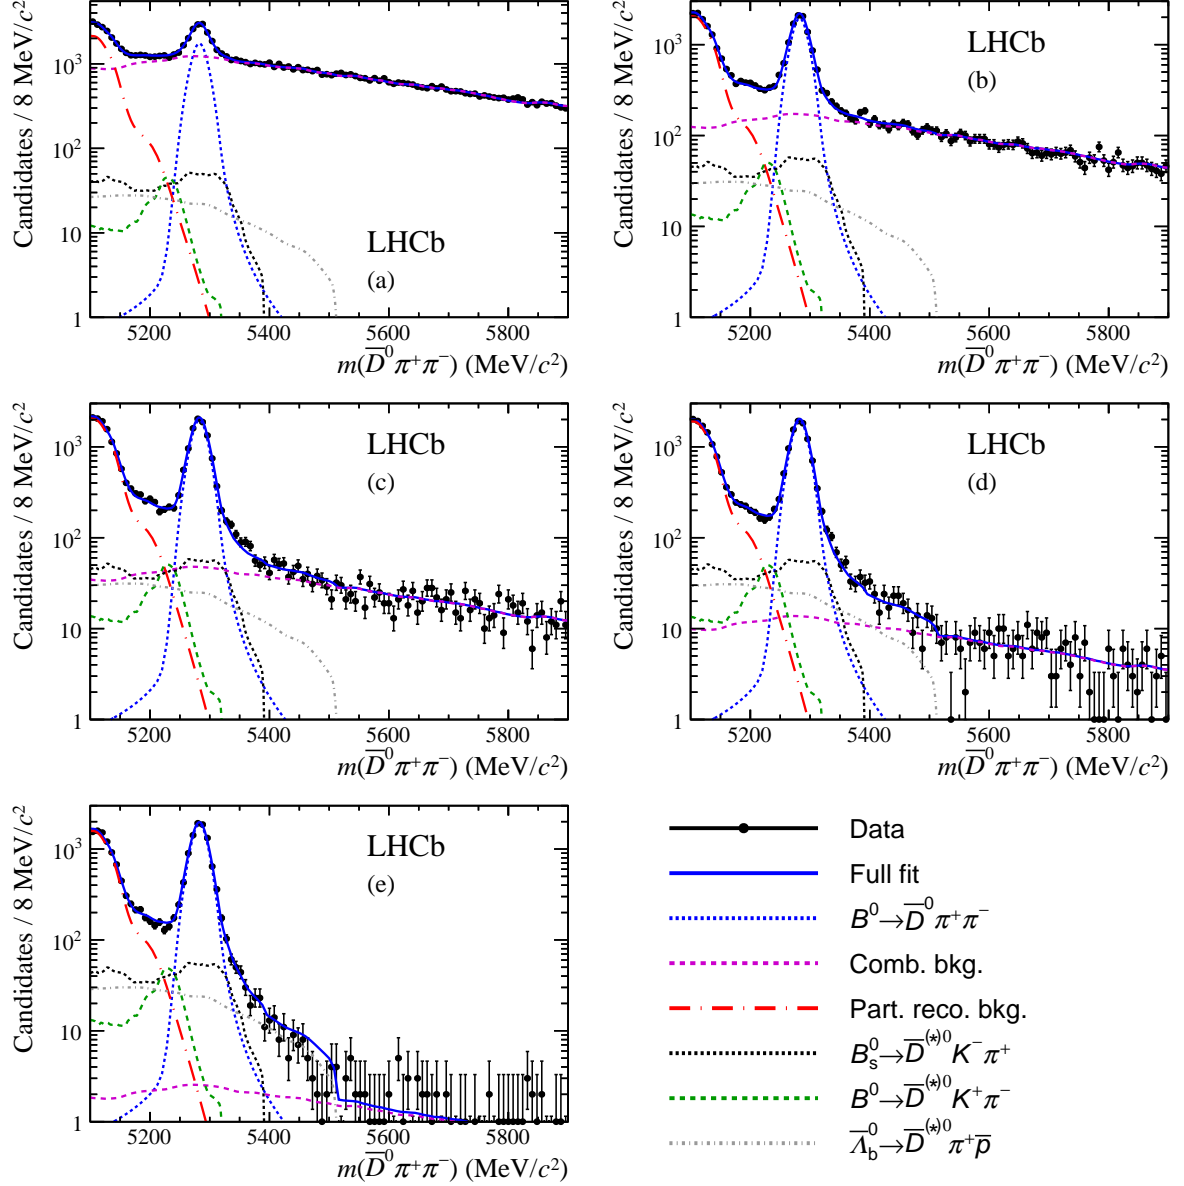 Candidates / 8 MeV/c²
10³
10²
10
1
LHCb
(a)
5200 5400 5600 5800
m(D̅⁰π⁺π⁻) (MeV/c²)
Candidates / 8 MeV/c²
10³
10²
10
1
LHCb
(b)
5200 5400 5600 5800
m(D̅⁰π⁺π⁻) (MeV/c²)
Candidates / 8 MeV/c²
10³
10²
10
1
LHCb
(c)
5200 5400 5600 5800
m(D̅⁰π⁺π⁻) (MeV/c²)
Candidates / 8 MeV/c²
10³
10²
10
1
LHCb
(d)
5200 5400 5600 5800
m(D̅⁰π⁺π⁻) (MeV/c²)
Candidates / 8 MeV/c²
10³
10²
10
1
LHCb
(e)
5200 5400 5600 5800
m(D̅⁰π⁺π⁻) (MeV/c²)
Data
Full fit
B⁰→D̅⁰π⁺π⁻
Comb. bkg.
Part. reco. bkg.
B⁰ₛ→D̅⁽*⁾⁰K⁻π⁺
B⁰→D̅⁽*⁾⁰K⁺π⁻
Λ̅⁰_b→D̅⁽*⁾⁰π⁺p̅